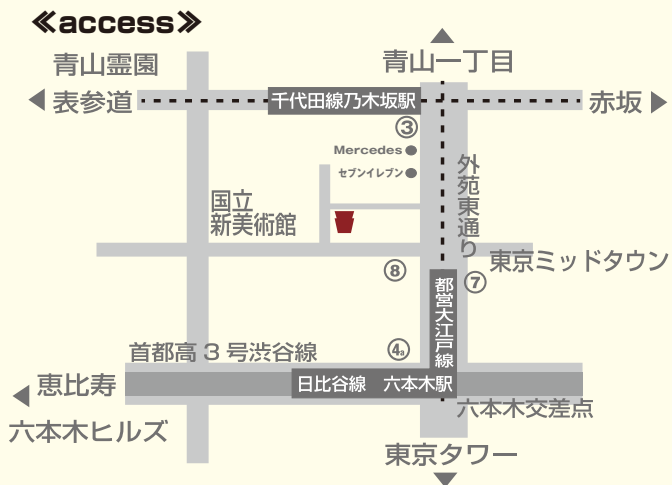 ≪access≫
青山霊園
青山一丁目
表参道
千代田線乃木坂駅
赤坂
③
Mercedes
セブンイレブン
外苑東通り
国立
新美術館
東京ミッドタウン
⑧
⑦
都営大江戸線
首都高3号渋谷線
4a
恵比寿
日比谷線 六本木駅
六本木交差点
六本木ヒルズ
東京タワー